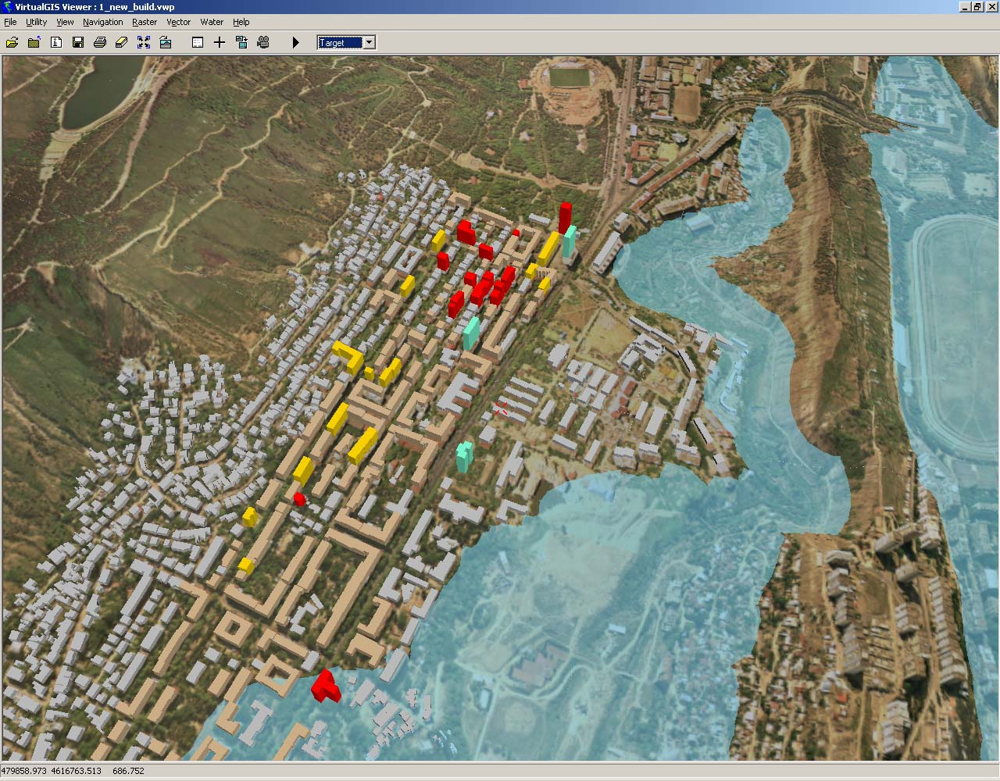 VirtualGIS Viewer : 1_new_build.vwp
File Utility View Navigation Raster Vector Water Help
Target
479858.973 4616763.513 686.752